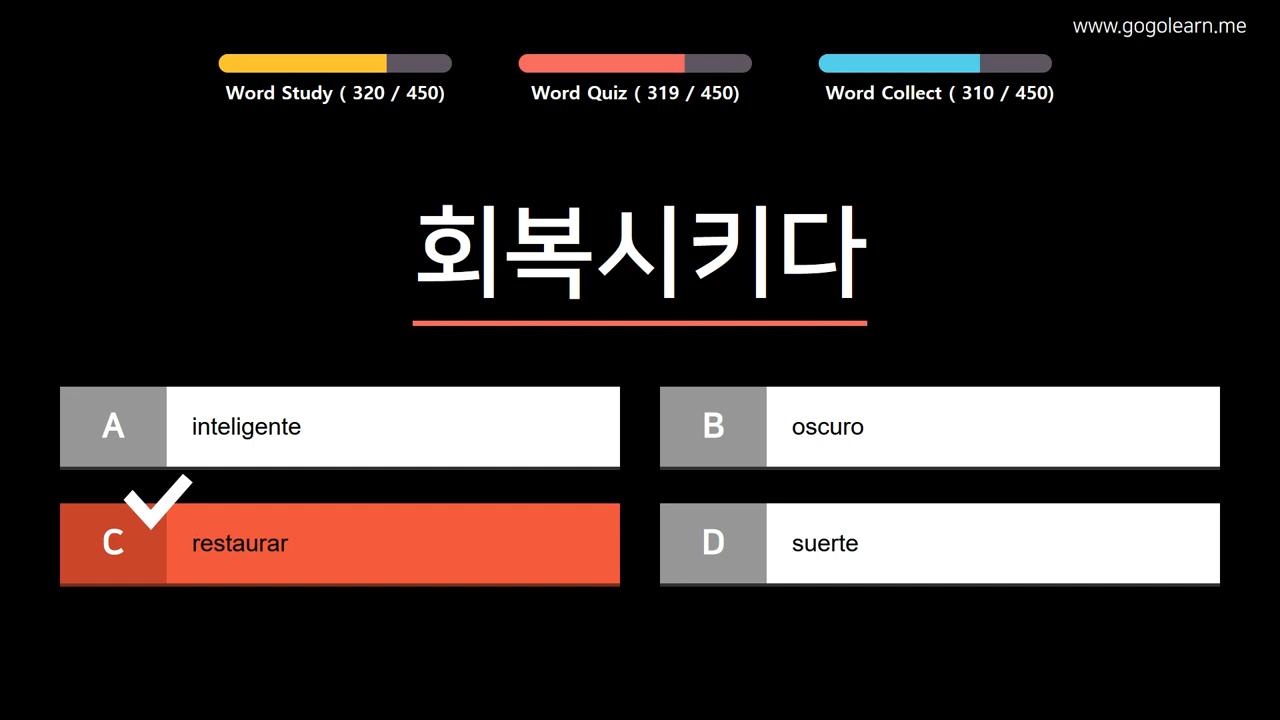 www.gogolearn.me
Word Study ( 320 / 450)
Word Quiz ( 319 / 450)
Word Collect ( 310 / 450)
회복시키다
A inteligente
B oscuro
C restaurar
D suerte